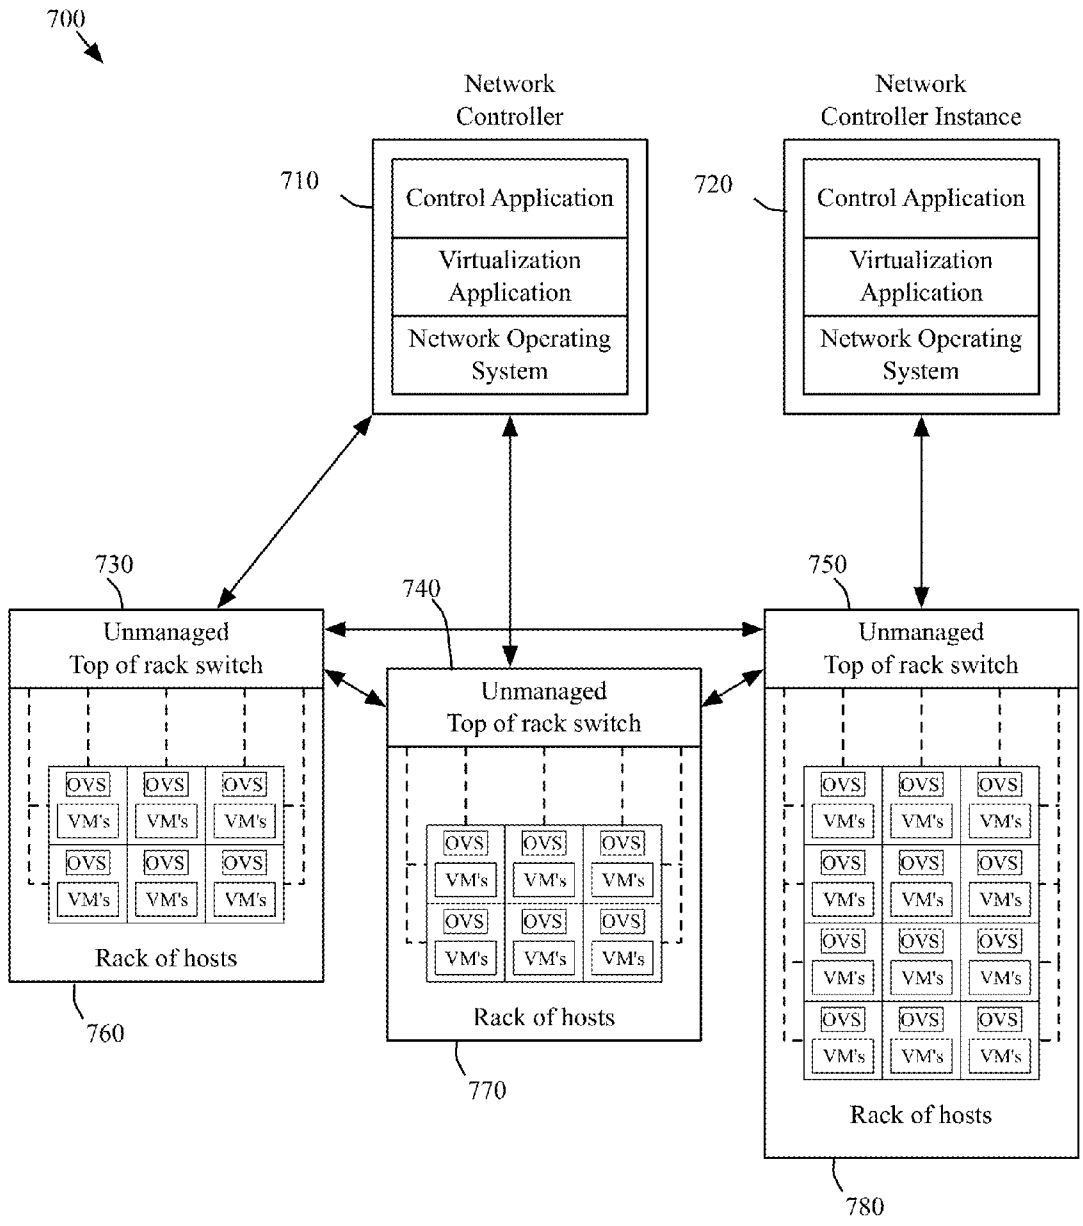 700
Network
Controller
Network
Controller Instance
710
Control Application
Virtualization
Application
Network Operating
System
720
Control Application
Virtualization
Application
Network Operating
System
730
Unmanaged
Top of rack switch
OVS OVS OVS
VM's VM's VM's
OVS OVS OVS
VM's VM's VM's
Rack of hosts
760
740
Unmanaged
Top of rack switch
OVS OVS OVS
VM's VM's VM's
OVS OVS OVS
VM's VM's VM's
Rack of hosts
770
750
Unmanaged
Top of rack switch
OVS OVS OVS
VM's VM's VM's
OVS OVS OVS
VM's VM's VM's
OVS OVS OVS
VM's VM's VM's
OVS OVS OVS
VM's VM's VM's
Rack of hosts
780